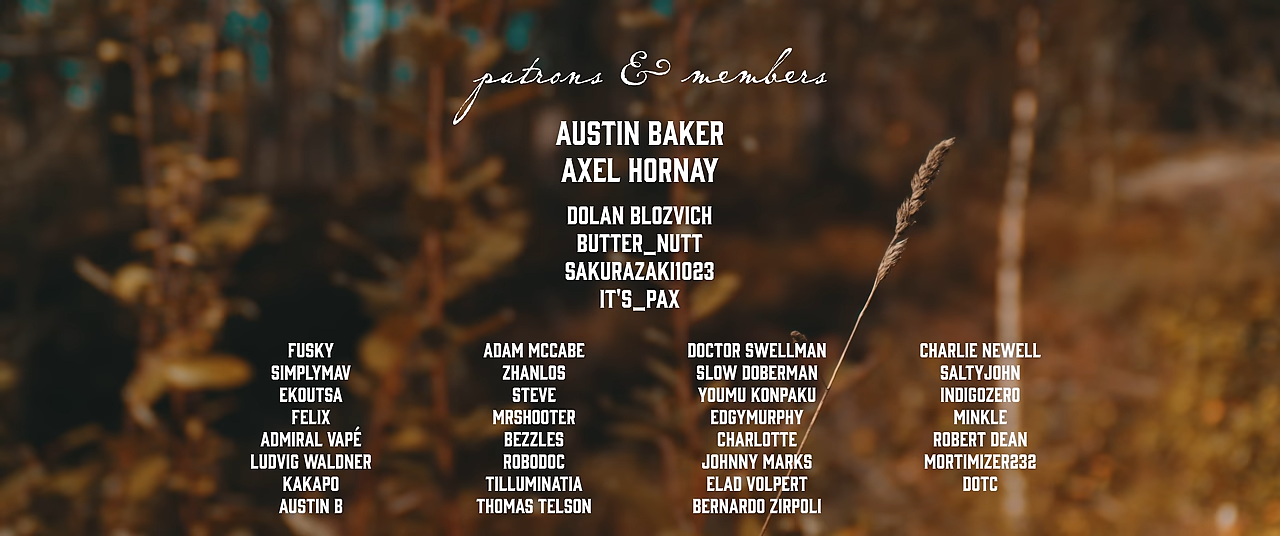 patrons & members
AUSTIN BAKER
AXEL HORNAY
DOLAN BLOZVICH
BUTTER_NUTT
SAKURAZAKI1023
IT'S_PAX
FUSKY
SIMPLYMAV
EKOUTSA
FELIX
ADMIRAL VAPÉ
LUDVIG WALDNER
KAKAPO
AUSTIN B
ADAM MCCABE
ZHANLOS
STEVE
MRSHOOTER
BEZZLES
ROBODOC
TILLUMINATIA
THOMAS TELSON
DOCTOR SWELLMAN
SLOW DOBERMAN
YOUMU KONPAKU
EDGYMURPHY
CHARLOTTE
JOHNNY MARKS
ELAD VOLPERT
BERNARDO ZIRPOLI
CHARLIE NEWELL
SALTYJOHN
INDIGOZERO
MINKLE
ROBERT DEAN
MORTIMIZER232
DOTC